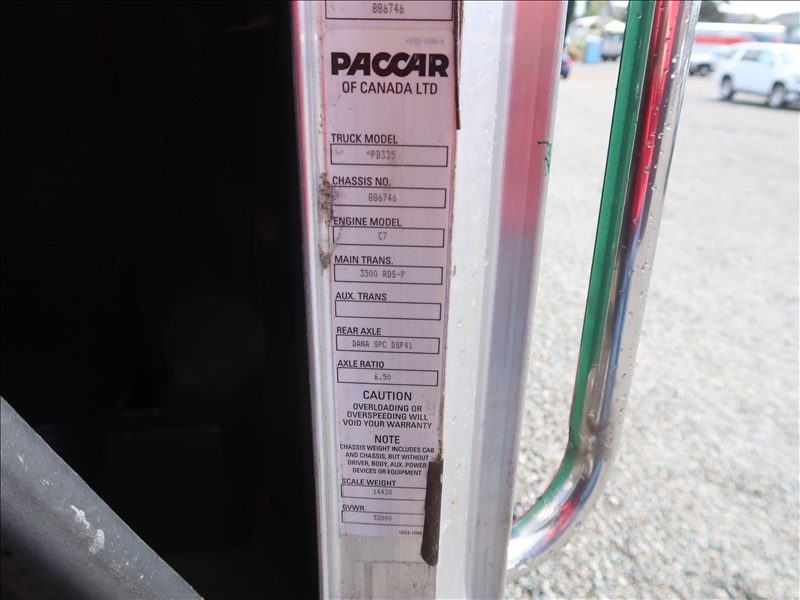 886746
PACCAR
OF CANADA LTD
TRUCK MODEL
*PB335
CHASSIS NO.
886746
ENGINE MODEL
C7
MAIN TRANS.
3500 RDS-P
AUX. TRANS
REAR AXLE
DANA SPC DSP41
AXLE RATIO
6.50
CAUTION
OVERLOADING OR
OVERSPEEDING WILL
VOID YOUR WARRANTY
NOTE
CHASSIS WEIGHT INCLUDES CAB
AND CHASSIS, BUT WITHOUT
DRIVER, BODY, AUX. POWER
DEVICES OR EQUIPMENT
SCALE WEIGHT
14430
GVWR
52000